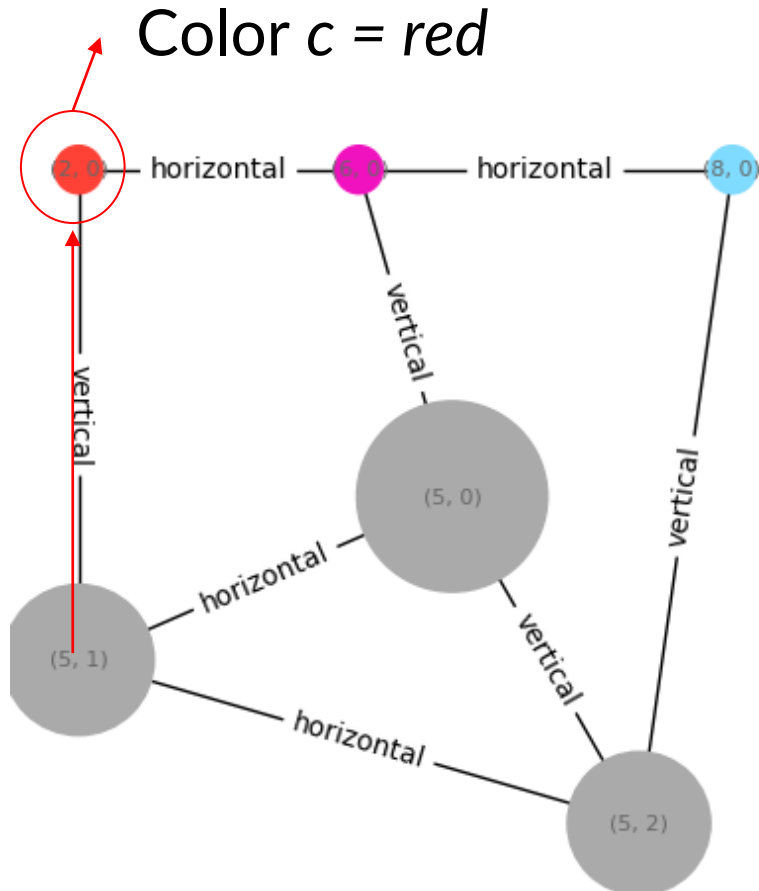 Color c = red
(2, 0) horizontal (6, 0) horizontal (8, 0)
vertical
vertical
vertical
(5, 0)
horizontal
vertical
(5, 1)
horizontal
(5, 2)